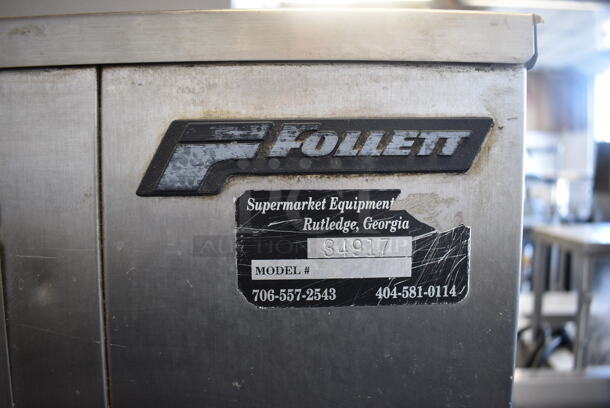 FOLLETT
Supermarket Equipment
Rutledge, Georgia
34917
MODEL #
706-557-2543 404-581-0114